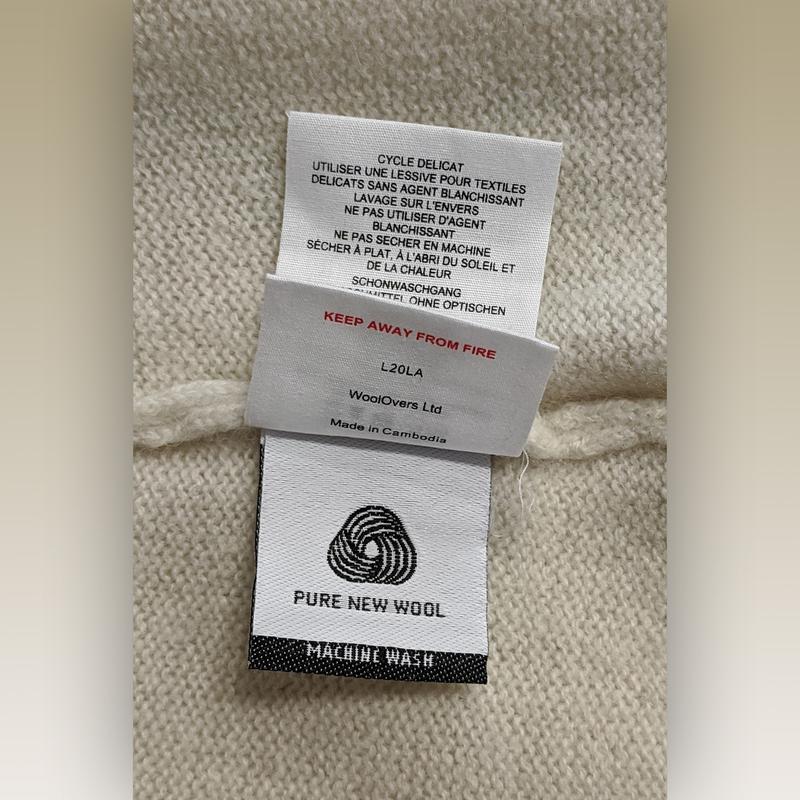 CYCLE DELICAT
UTILISER UNE LESSIVE POUR TEXTILES
DELICATS SANS AGENT BLANCHISSANT
LAVAGE SUR L'ENVERS
NE PAS UTILISER D'AGENT
BLANCHISSANT
NE PAS SECHER EN MACHINE
SÉCHER À PLAT, À L'ABRI DU SOLEIL ET
DE LA CHALEUR
SCHONWASCHGANG
OHNE OPTISCHEN
KEEP AWAY FROM FIRE
L20LA
WoolOvers Ltd
Made in Cambodia
PURE NEW WOOL
MACHINE WASH